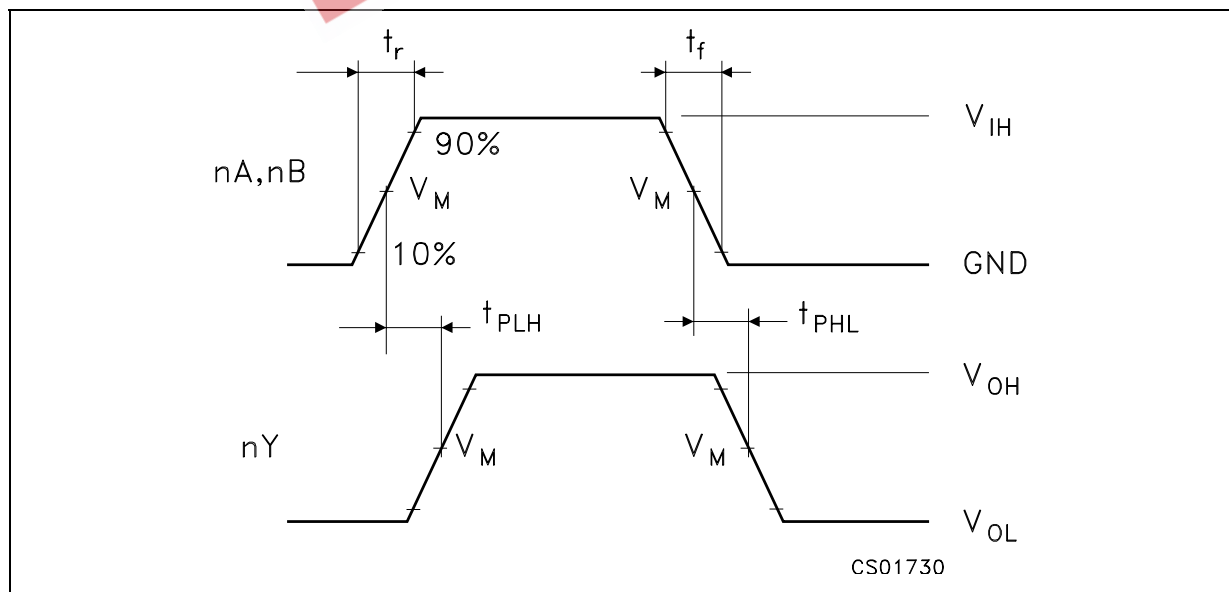 tr tf
VIH
90%
nA,nB VM VM
10%
GND
tPLH tPHL
VOH
nY VM VM
VOL
CS01730